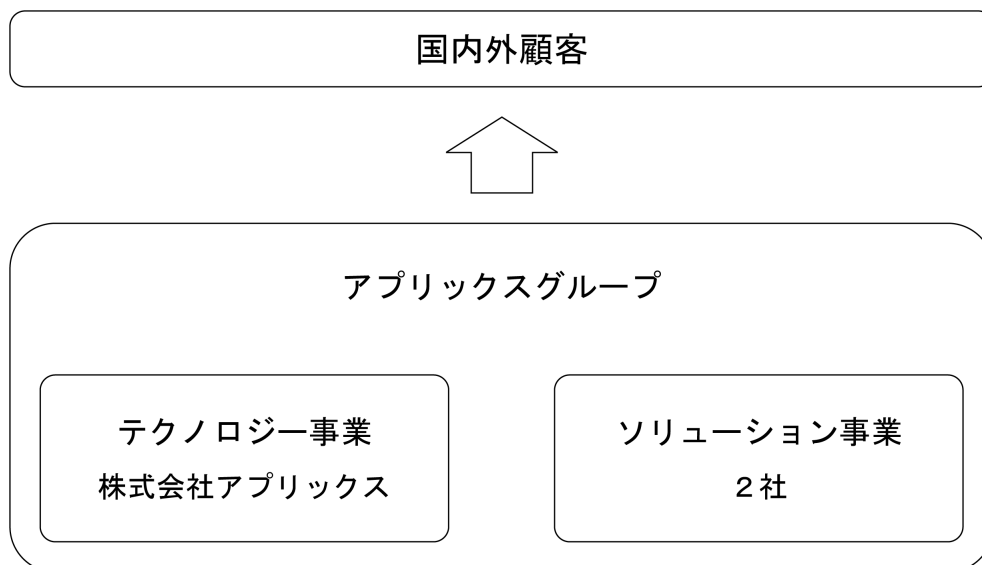 国内外顧客
アプリックスグループ
テクノロジー事業
株式会社アプリックス
ソリューション事業
２社